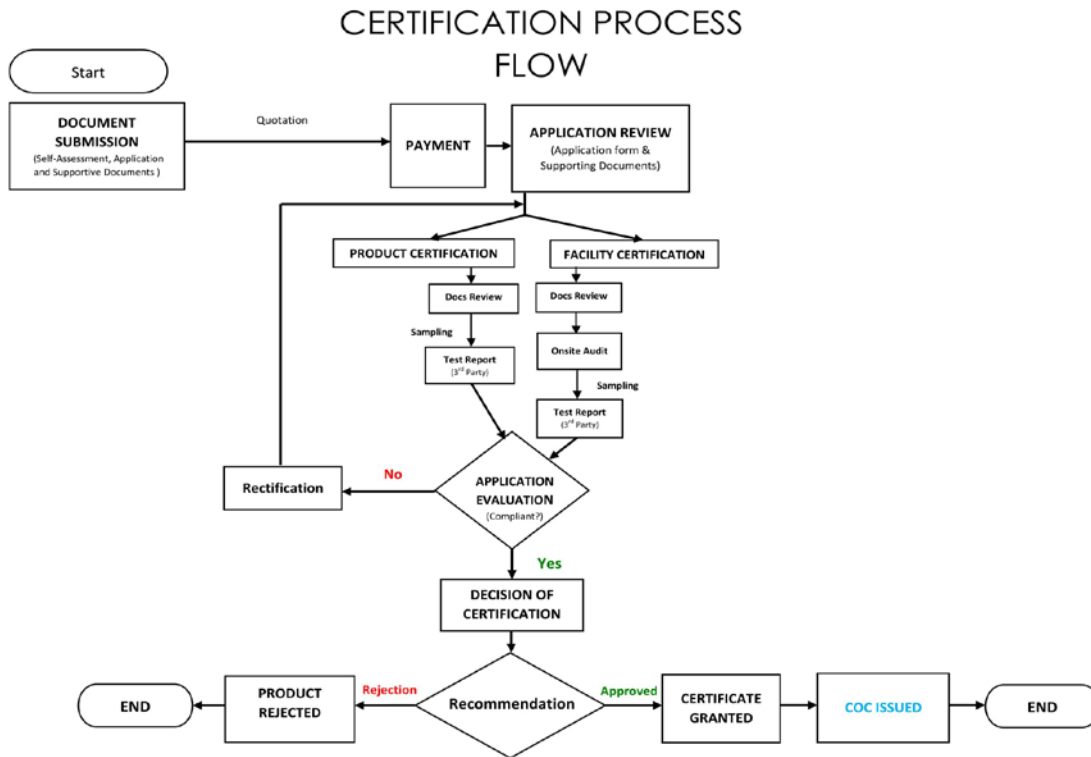 CERTIFICATION PROCESS
FLOW
Start
DOCUMENT
SUBMISSION
(Self-Assessment, Application
and Supportive Documents )
Quotation
PAYMENT
APPLICATION REVIEW
(Application form &
Supporting Documents)
PRODUCT CERTIFICATION
FACILITY CERTIFICATION
Docs Review
Docs Review
Sampling
Onsite Audit
Test Report
(3rd Party)
Sampling
Test Report
(3rd Party)
Rectification
No
APPLICATION
EVALUATION
(Compliant?)
Yes
DECISION OF
CERTIFICATION
END
PRODUCT
REJECTED
Rejection
Recommendation
Approved
CERTIFICATE
GRANTED
COC ISSUED
END